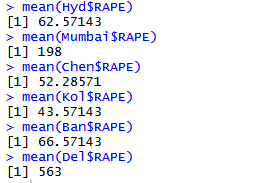 > mean(Hyd$RAPE)
[1] 62.57143
> mean(Mumbai$RAPE)
[1] 198
> mean(Chen$RAPE)
[1] 52.28571
> mean(Kol$RAPE)
[1] 43.57143
> mean(Ban$RAPE)
[1] 66.57143
> mean(Del$RAPE)
[1] 563